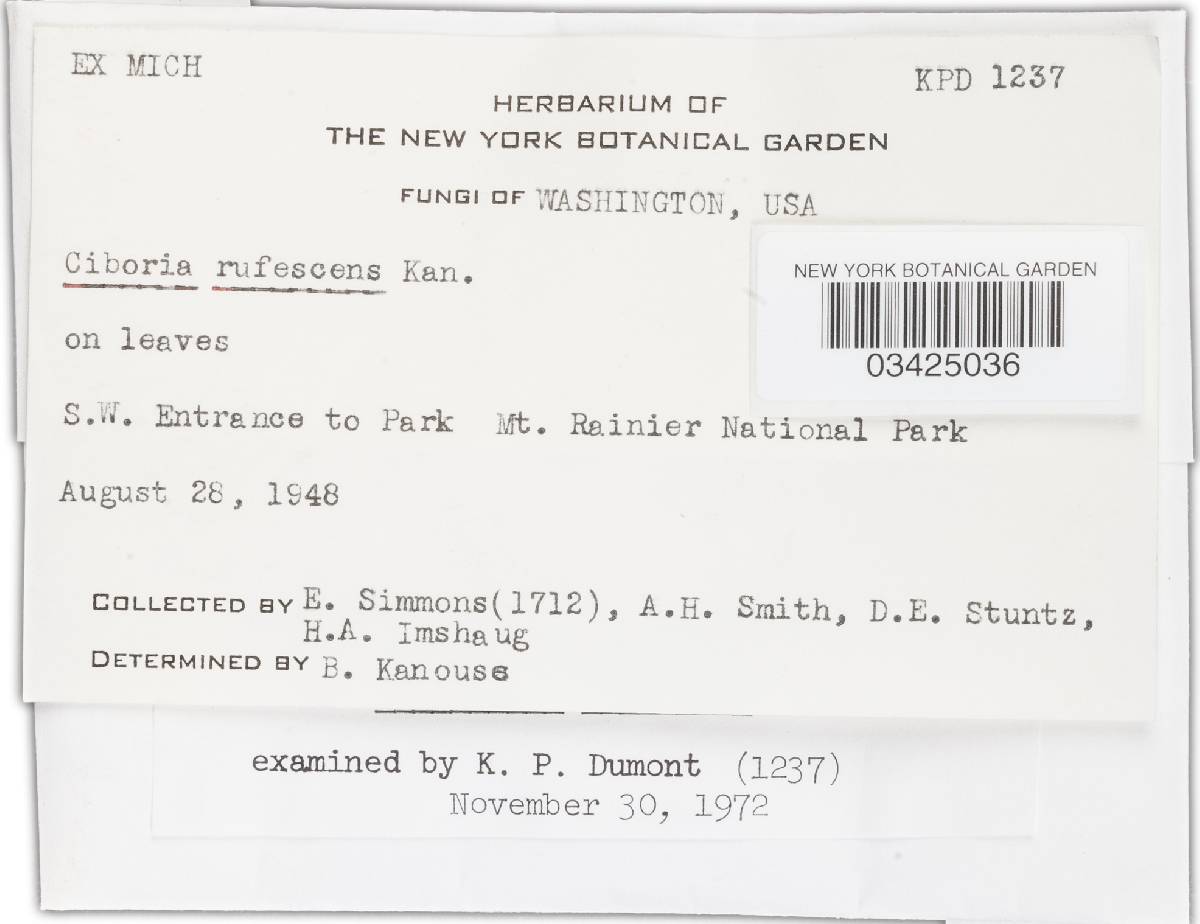 EX MICH
KPD 1237
HERBARIUM OF
THE NEW YORK BOTANICAL GARDEN
FUNGI OF WASHINGTON, USA
Ciboria rufescens Kan.
NEW YORK BOTANICAL GARDEN
03425036
on leaves
S.W. Entrance to Park Mt. Rainier National Park
August 28, 1948
COLLECTED BY E. Simmons(1712), A.H. Smith, D.E. Stuntz,
H.A. Imshaug
DETERMINED BY B. Kanouse
examined by K. P. Dumont (1237)
November 30, 1972